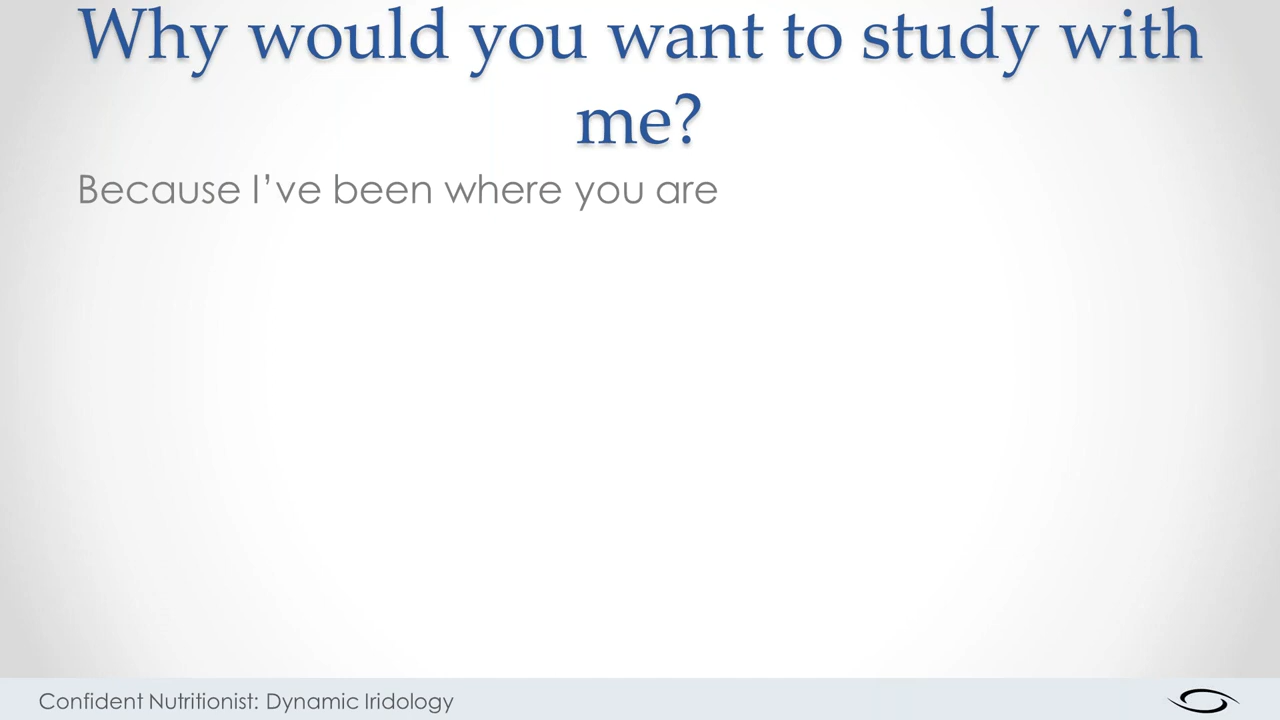 Why would you want to study with
me?
Because I’ve been where you are
Confident Nutritionist: Dynamic Iridology